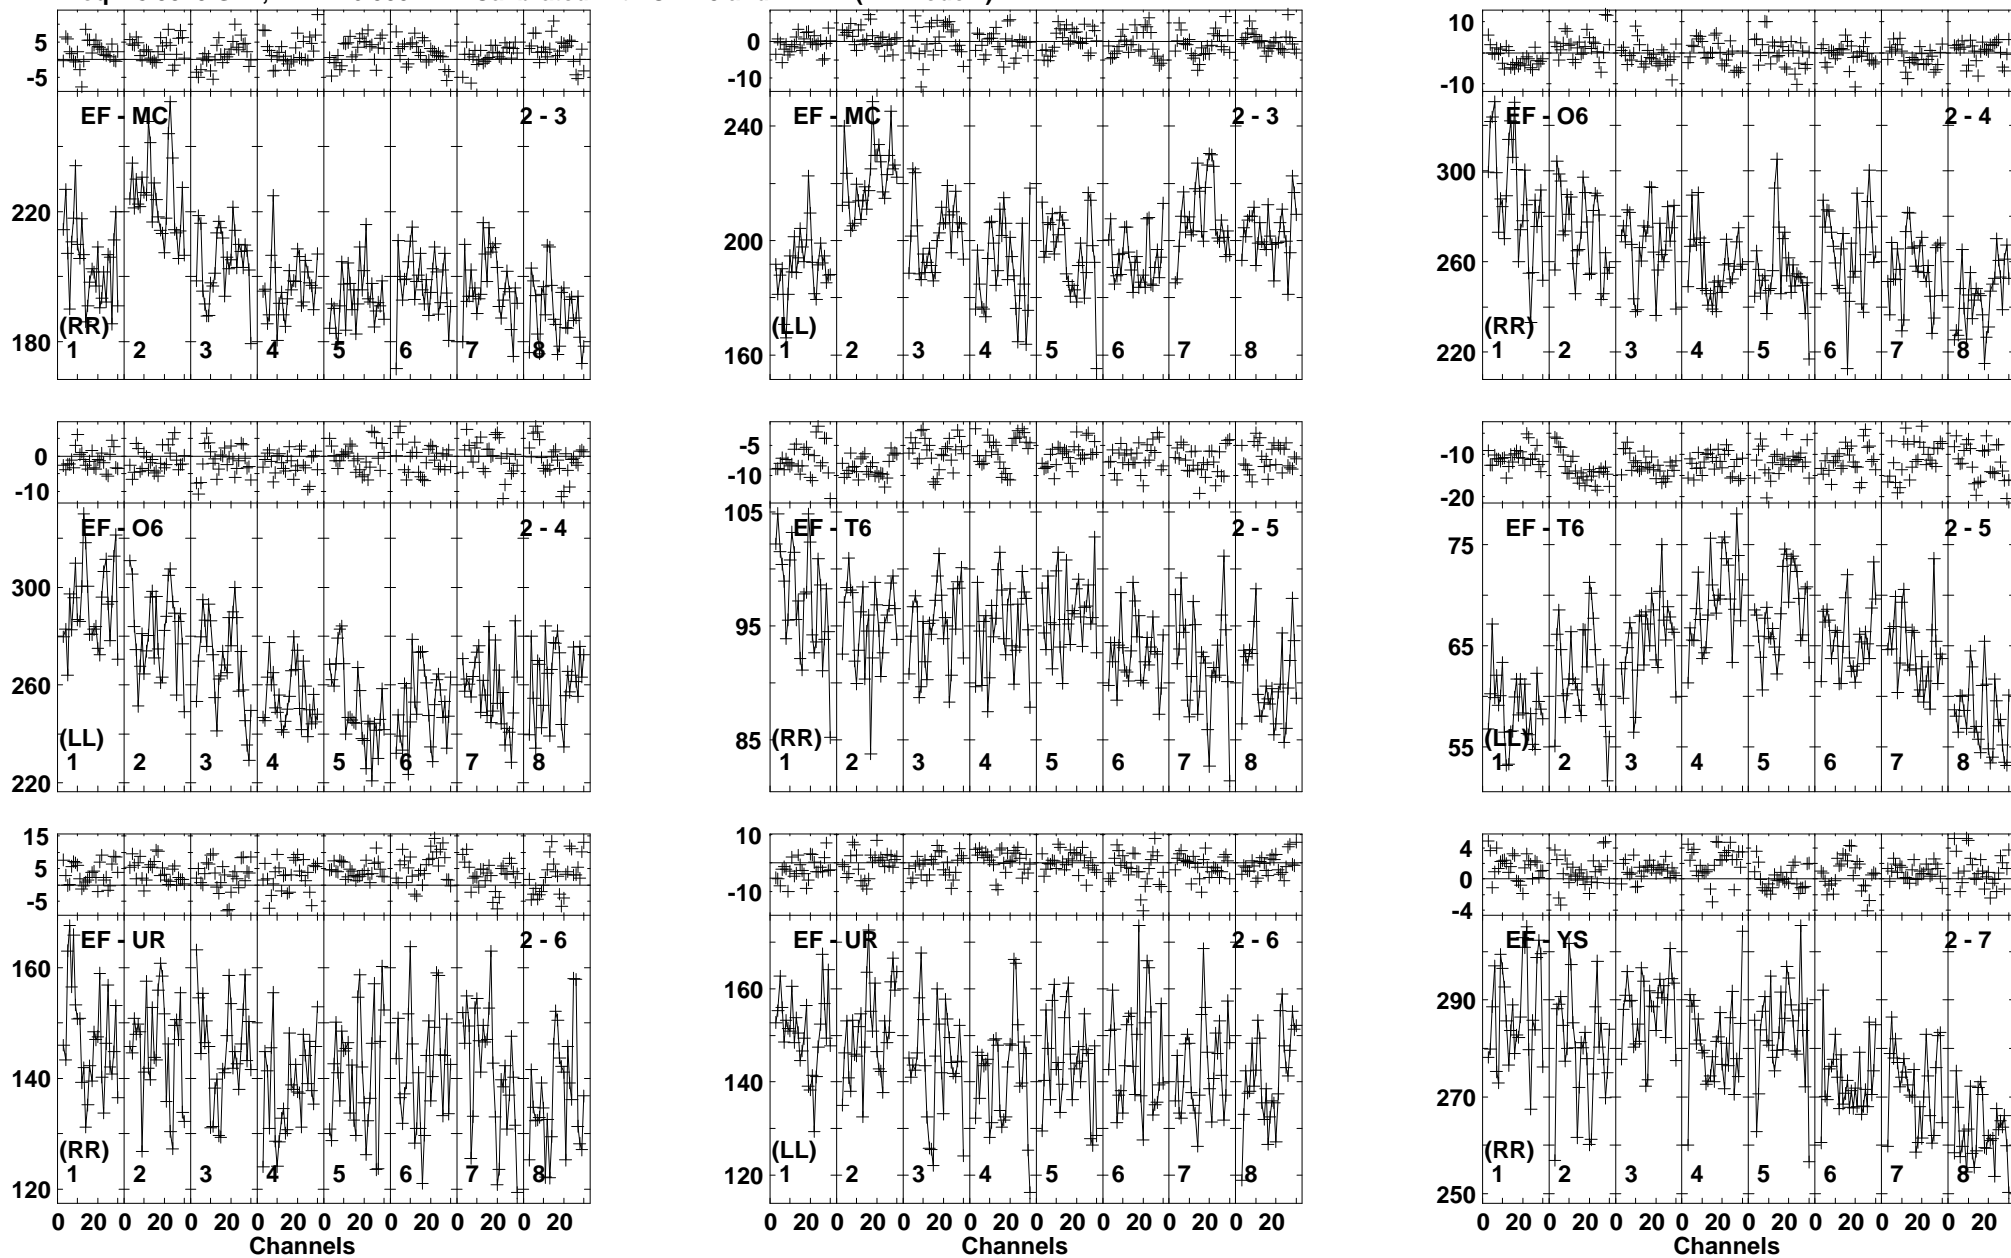 5
-5
EF - MC
2 - 3
220
180
(RR)
1 2 3 4 5 6 7 8
0
-10
EF - MC
2 - 3
240
200
160
(LL)
1 2 3 4 5 6 7 8
10
-10
EF - O6
2 - 4
300
260
220
(RR)
1 2 3 4 5 6 7 8
0
-10
EF - O6
2 - 4
300
260
220
(LL)
1 2 3 4 5 6 7 8
-5
-10
EF - T6
2 - 5
105
95
85
(RR)
1 2 3 4 5 6 7 8
-10
-20
EF - T6
2 - 5
75
65
55
(LL)
1 2 3 4 5 6 7 8
15
5
-5
EF - UR
2 - 6
160
140
120
(RR)
1 2 3 4 5 6 7 8
0 20 0 20 0 20 0 20 0 20 0 20 0 20 0 20
Channels
10
-10
EF - UR
2 - 6
160
140
120
(LL)
1 2 3 4 5 6 7 8
0 20 0 20 0 20 0 20 0 20 0 20 0 20 0 20
Channels
4
0
-4
EF - YS
2 - 7
290
270
250
(RR)
1 2 3 4 5 6 7 8
0 20 0 20 0 20 0 20 0 20 0 20 0 20 0 20
Channels